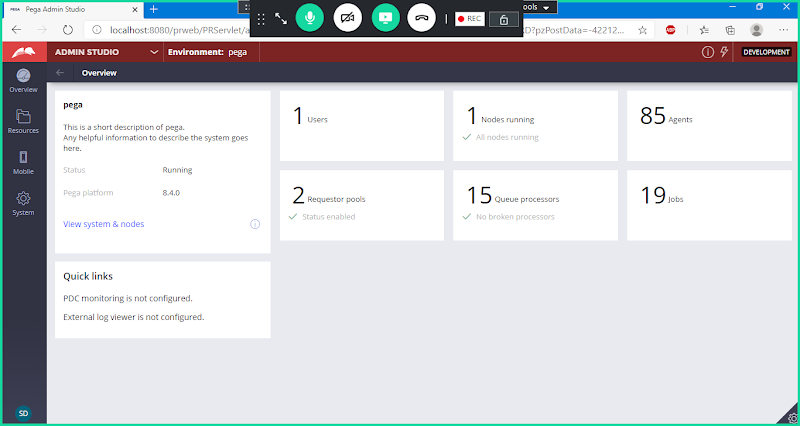 PEGA Pega Admin Studio
ools
localhost:8080/prweb/PRServlet/a
D?pzPostData=-42212...
REC
ABP
ADMIN STUDIO
Environment: pega
DEVELOPMENT
Overview
Overview
Resources
Mobile
System
SD
pega
This is a short description of pega.
Any helpful information to describe the system goes
here.
Status Running
Pega platform 8.4.0
View system & nodes
Quick links
PDC monitoring is not configured.
External log viewer is not configured.
1 Users
1 Nodes running
All nodes running
85 Agents
2 Requestor pools
Status enabled
15 Queue processors
No broken processors
19 Jobs